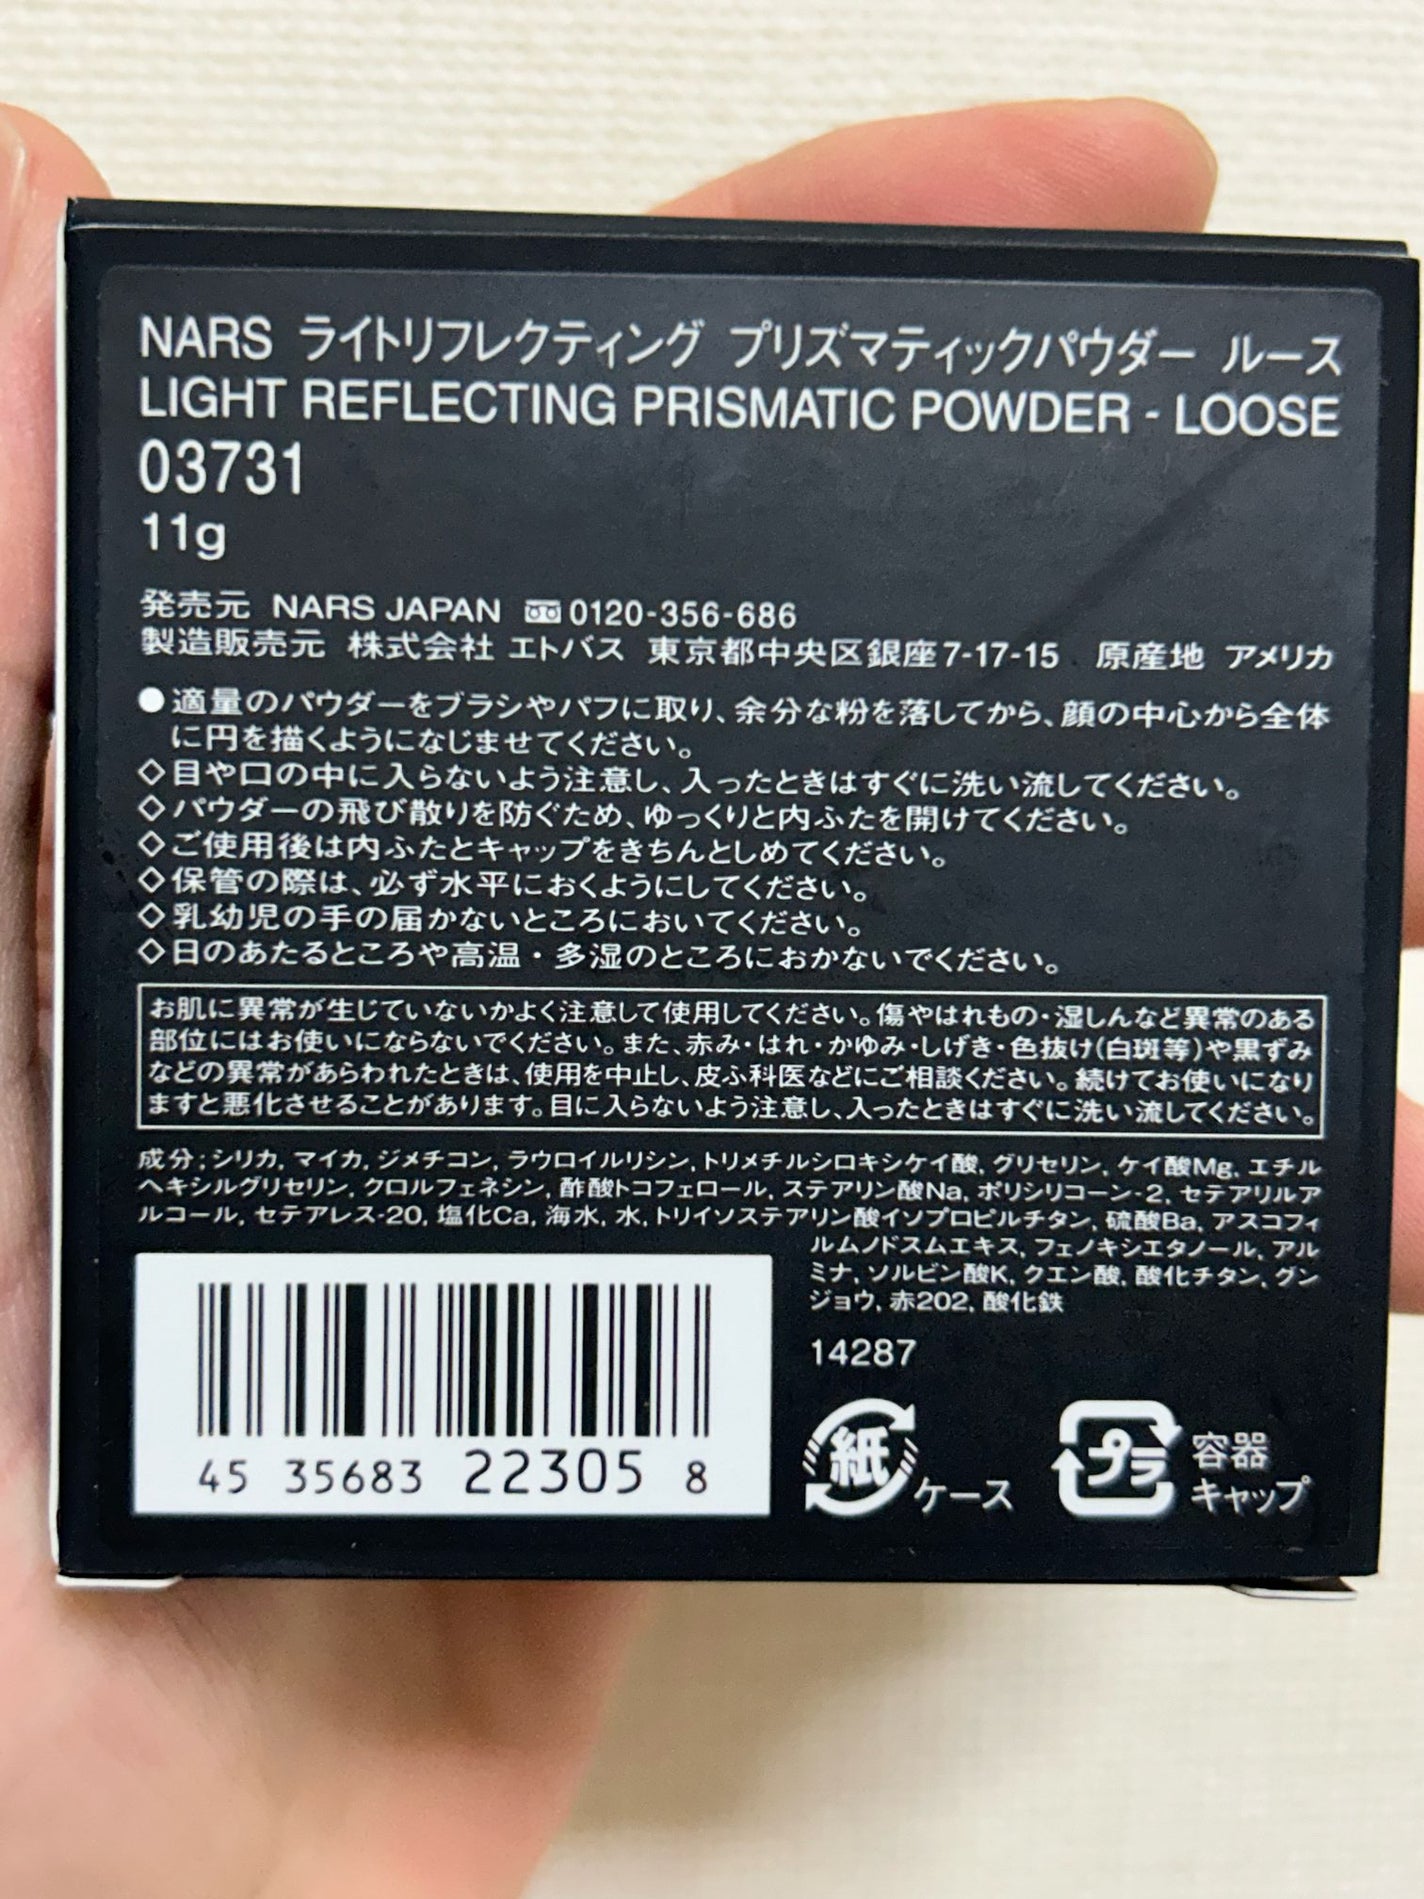 NARS ライトリフレクティング プリズマティックパウダー ルース
LIGHT REFLECTING PRISMATIC POWDER - LOOSE
03731
11g
発売元 NARS JAPAN 0120-356-686
製造販売元 株式会社 エトバス 東京都中央区銀座7-17-15 原産地 アメリカ
●適量のパウダーをブラシやパフに取り、余分な粉を落してから、顔の中心から全体
に円を描くようになじませてください。
◇目や口の中に入らないよう注意し、入ったときはすぐに洗い流してください。
◇パウダーの飛び散りを防ぐため、ゆっくりと内ふたを開けてください。
◇ご使用後は内ふたとキャップをきちんとしめてください。
◇保管の際は、必ず水平におくようにしてください。
◇乳幼児の手の届かないところにおいてください。
◇日のあたるところや高温・多湿のところにおかないでください。
お肌に異常が生じていないかよく注意して使用してください。傷やはれもの・湿しんなど異常のある
部位にはお使いにならないでください。また、赤み・はれ・かゆみ・しげき・色抜け(白斑等)や黒ずみ
などの異常があらわれたときは、使用を中止し、皮ふ科医などにご相談ください。続けてお使いになり
ますと悪化させることがあります。目に入らないよう注意し、入ったときはすぐに洗い流してください。
成分:シリカ, マイカ, ジメチコン, ラウロイルリシン, トリメチルシロキシケイ酸, グリセリン, ケイ酸Mg, エチル
ヘキシルグリセリン, クロルフェネシン, 酢酸トコフェロール, ステアリン酸Na, ポリシリコーン-2, セテアリルア
ルコール, セテアレス-20, 塩化Ca, 海水, 水, トリイソステアリン酸イソプロピルチタン, 硫酸Ba, アスコフィ
ルムノドスムエキス, フェノキシエタノール, アル
ミナ, ソルビン酸K, クエン酸, 酸化チタン, グン
ジョウ, 赤202, 酸化鉄
14287
45 35683 22305 8
紙 ケース
プラ 容器
キャップ